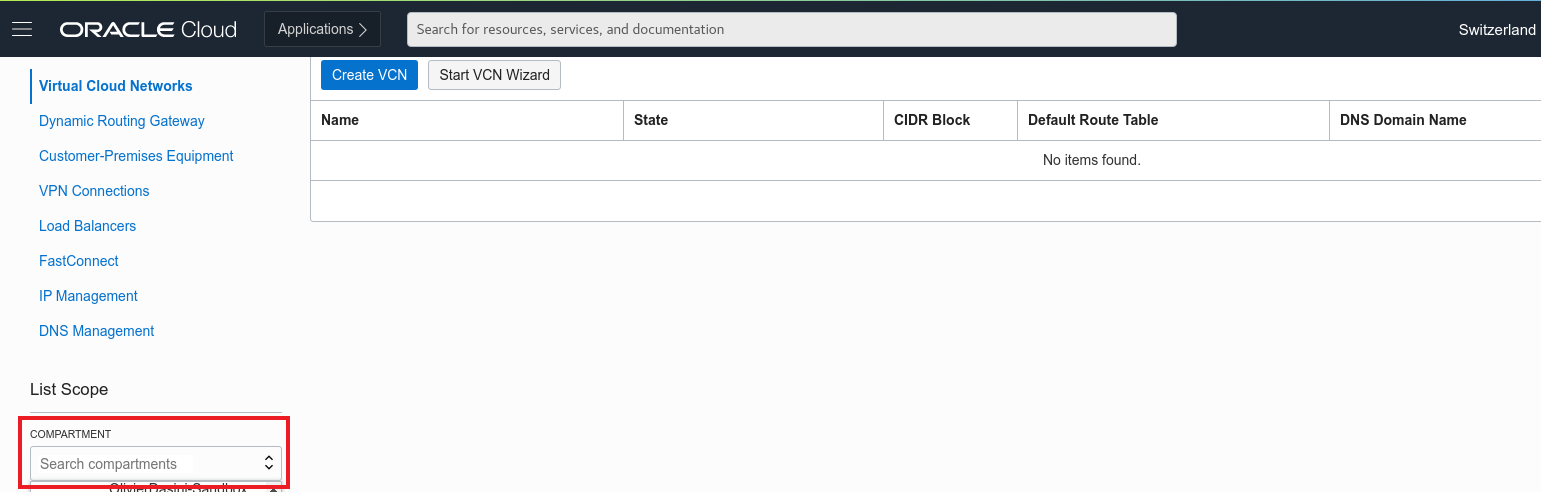 ORACLE Cloud Applications Search for resources, services, and documentation Switzerland
Virtual Cloud Networks
Dynamic Routing Gateway
Customer-Premises Equipment
VPN Connections
Load Balancers
FastConnect
IP Management
DNS Management
List Scope
COMPARTMENT
Search compartments
OlivierDasini-Sandbox
Create VCN Start VCN Wizard
Name State CIDR Block Default Route Table DNS Domain Name
No items found.